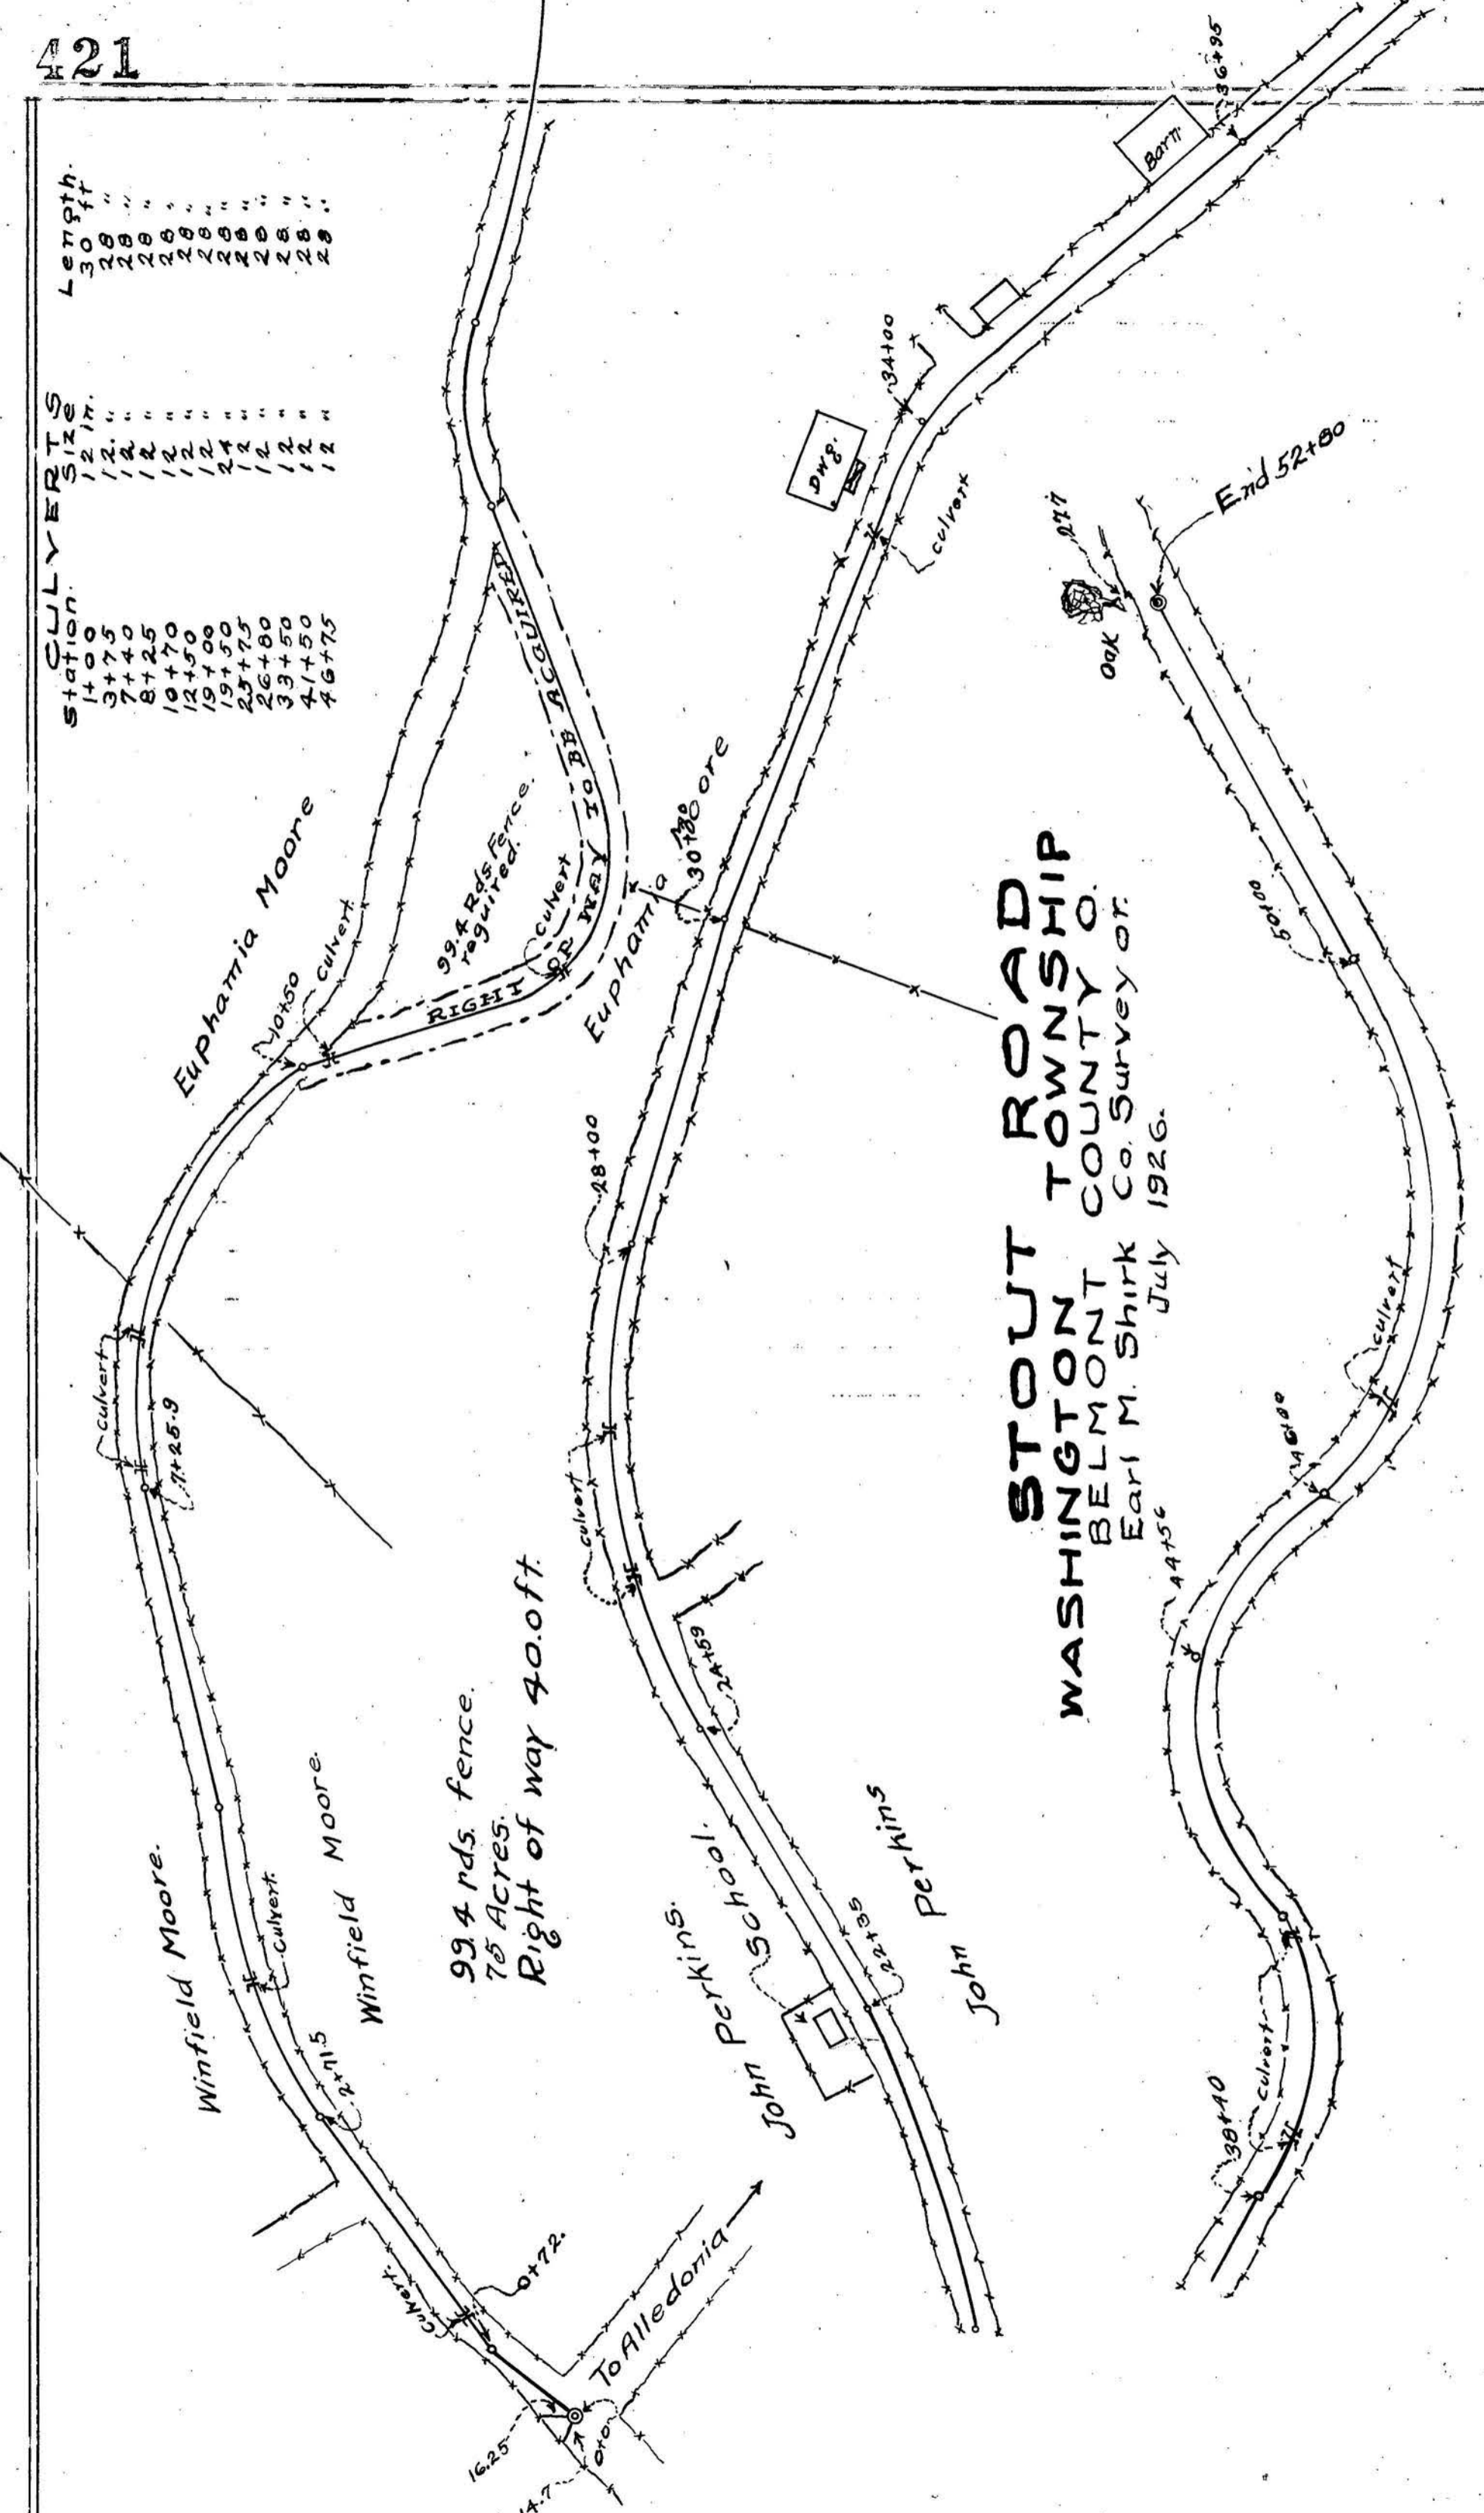 421
CULVERTS
Station. Size Length.
1+00 12 in. 30 ft
3+75 12 " 28 "
7+40 12 " 28 "
8+25 12 " 28 "
10+70 12 " 28 "
12+50 12 " 28 "
19+00 12 " 28 "
19+50 24 " 28 "
25+75 12 " 28 "
26+80 12 " 28 "
33+50 12 " 28 "
41+50 12 " 28 "
46+75 12 " 28 "
Winfield Moore.
Winfield Moore.
Euphamia Moore
culvert
7+25.9
culvert.
2+71.5
culvert.
0+72.
16.25
0+0
To Alledonia
10+50
culvert.
99.4 Rds. Fence
required.
culvert
RIGHT OF WAY TO BE ACQUIRED
99.4 rds. fence.
75 Acres.
Right of way 40.0 ft.
John Perkins.
School.
22+35
John Perkins
24+59
culvert
28+00
Euphamia Moore
30+80
culvert
Dwg.
34+00
Barn.
36+95
STOUT ROAD
WASHINGTON TOWNSHIP
BELMONT COUNTY O.
Earl M. Shirk Co. Surveyor.
July 1926.
38+40
culvert
44+56
46+00
culvert
50+00
Oak
27.7
End 52+80